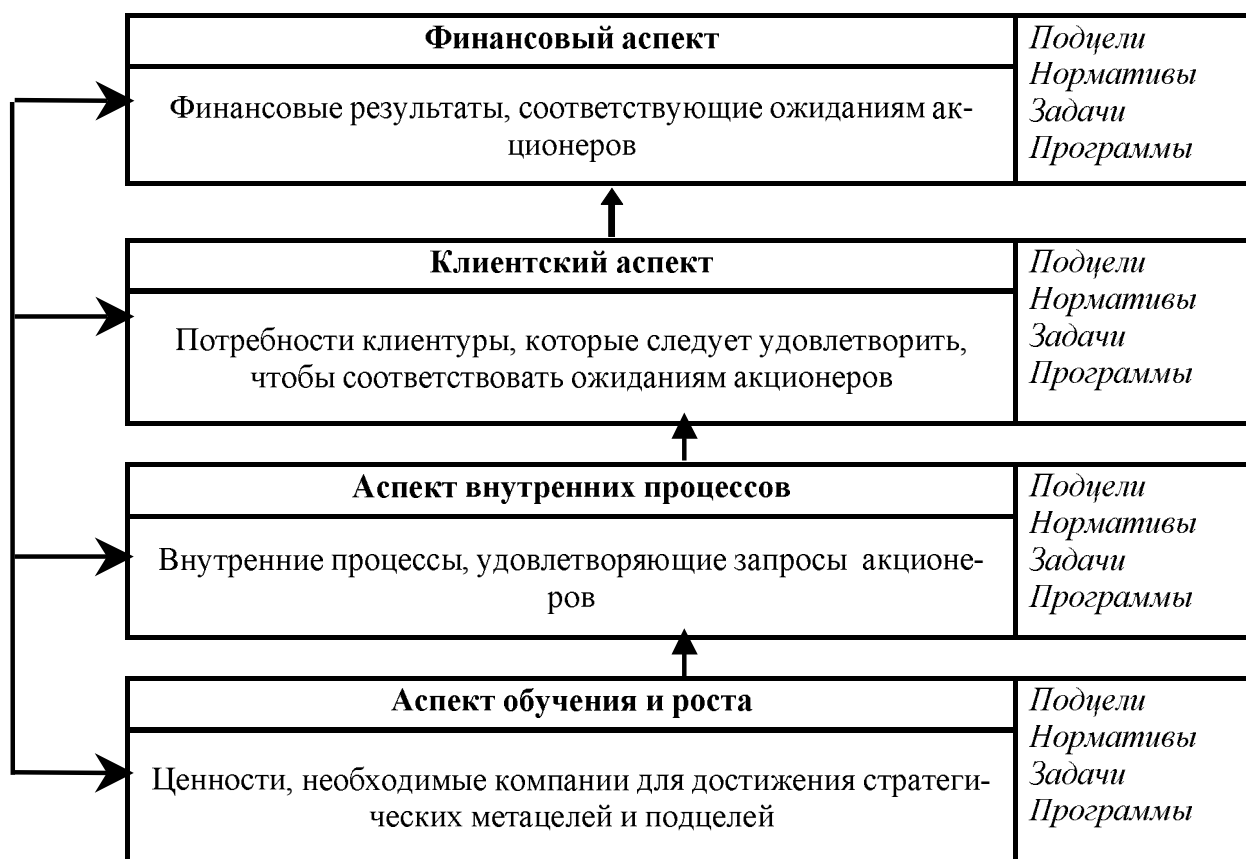 Финансовый аспект
Финансовые результаты, соответствующие ожиданиям ак-
ционеров
Подцели
Нормативы
Задачи
Программы
Клиентский аспект
Потребности клиентуры, которые следует удовлетворить,
чтобы соответствовать ожиданиям акционеров
Подцели
Нормативы
Задачи
Программы
Аспект внутренних процессов
Внутренние процессы, удовлетворяющие запросы акционе-
ров
Подцели
Нормативы
Задачи
Программы
Аспект обучения и роста
Ценности, необходимые компании для достижения стратеги-
ческих метацелей и подцелей
Подцели
Нормативы
Задачи
Программы